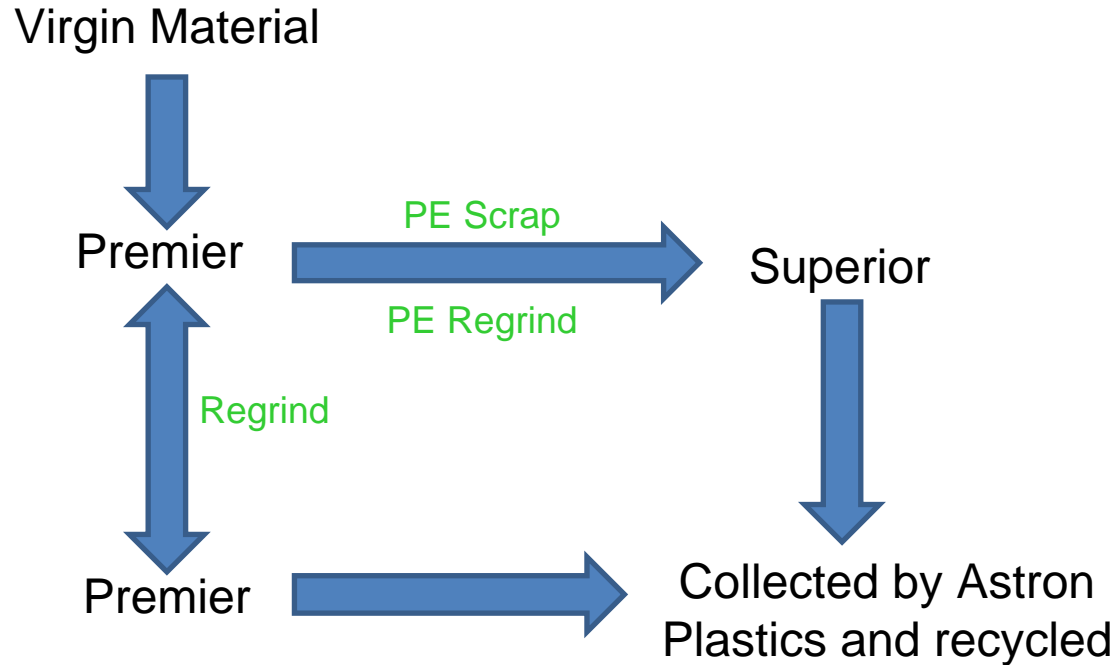 Virgin Material
PE Scrap
Premier
Superior
PE Regrind
Regrind
Premier
Collected by Astron
Plastics and recycled